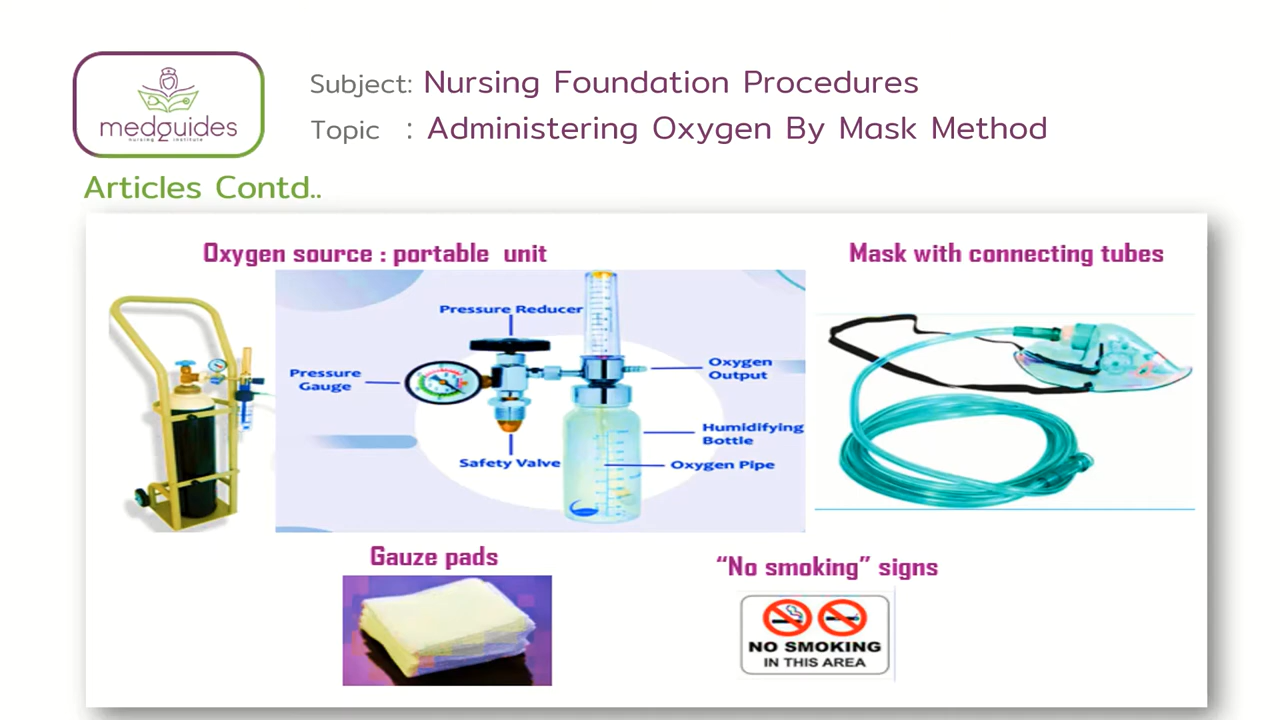 medguides
nursing institute
Subject: Nursing Foundation Procedures
Topic : Administering Oxygen By Mask Method
Articles Contd..
Oxygen source : portable unit
Mask with connecting tubes
Pressure Reducer
Pressure
Gauge
Oxygen
Output
Humidifying
Bottle
Safety Valve
Oxygen Pipe
Gauze pads
“No smoking” signs
NO SMOKING
IN THIS AREA